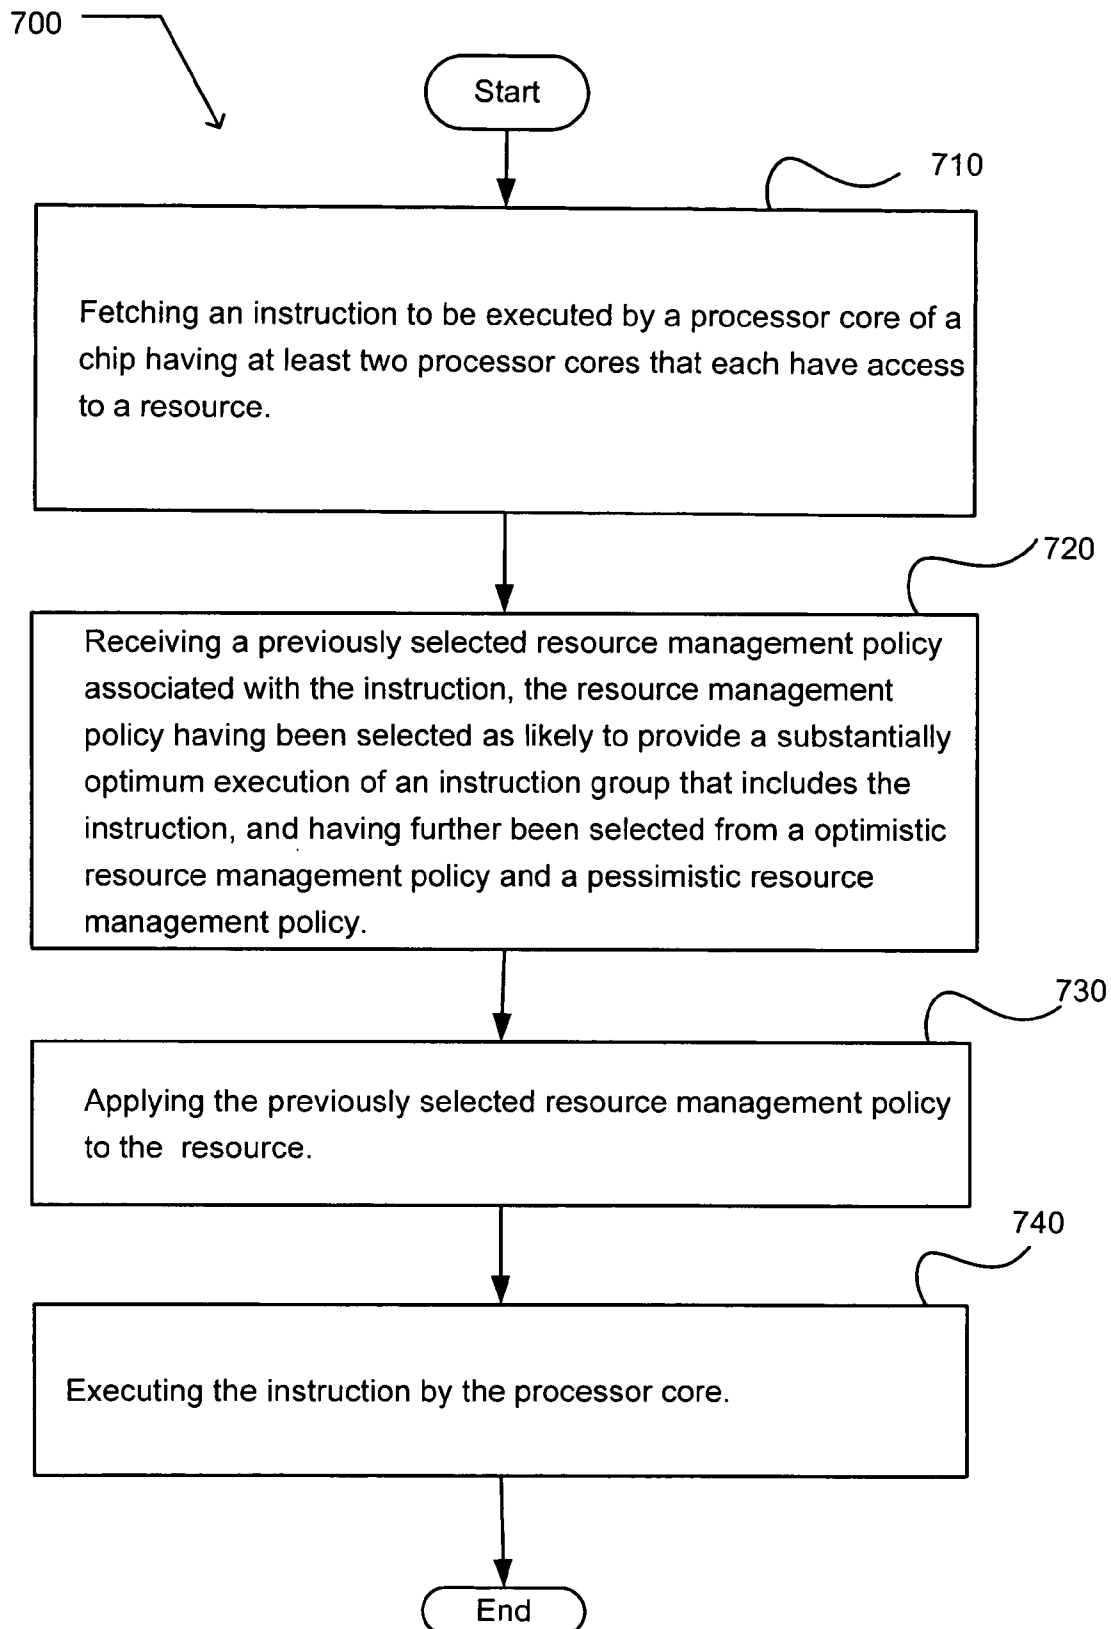 700
Start
710
Fetching an instruction to be executed by a processor core of a
chip having at least two processor cores that each have access
to a resource.
720
Receiving a previously selected resource management policy
associated with the instruction, the resource management
policy having been selected as likely to provide a substantially
optimum execution of an instruction group that includes the
instruction, and having further been selected from a optimistic
resource management policy and a pessimistic resource
management policy.
730
Applying the previously selected resource management policy
to the resource.
740
Executing the instruction by the processor core.
End